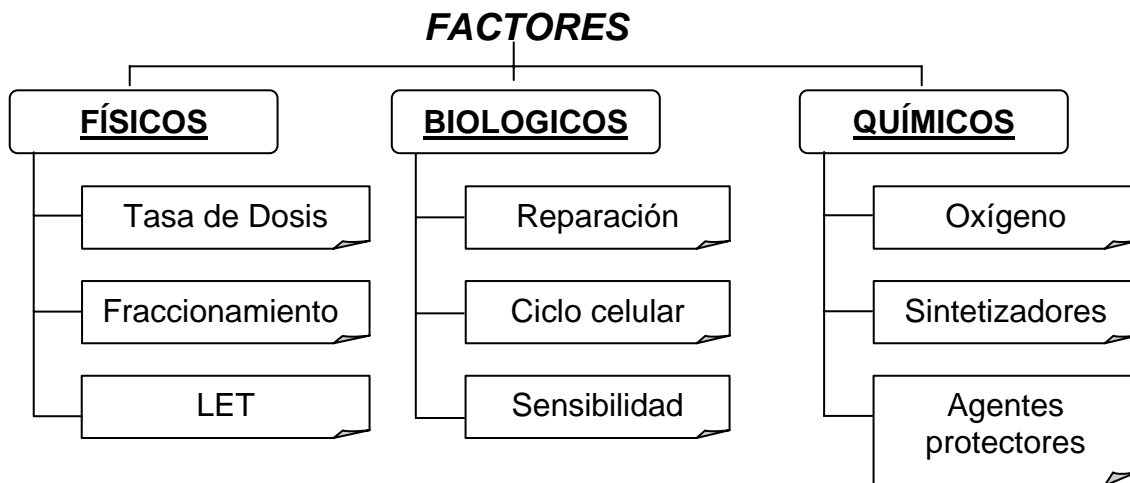 FACTORES
FÍSICOS
BIOLOGICOS
QUÍMICOS
Tasa de Dosis
Reparación
Oxígeno
Fraccionamiento
Ciclo celular
Sintetizadores
LET
Sensibilidad
Agentes
protectores